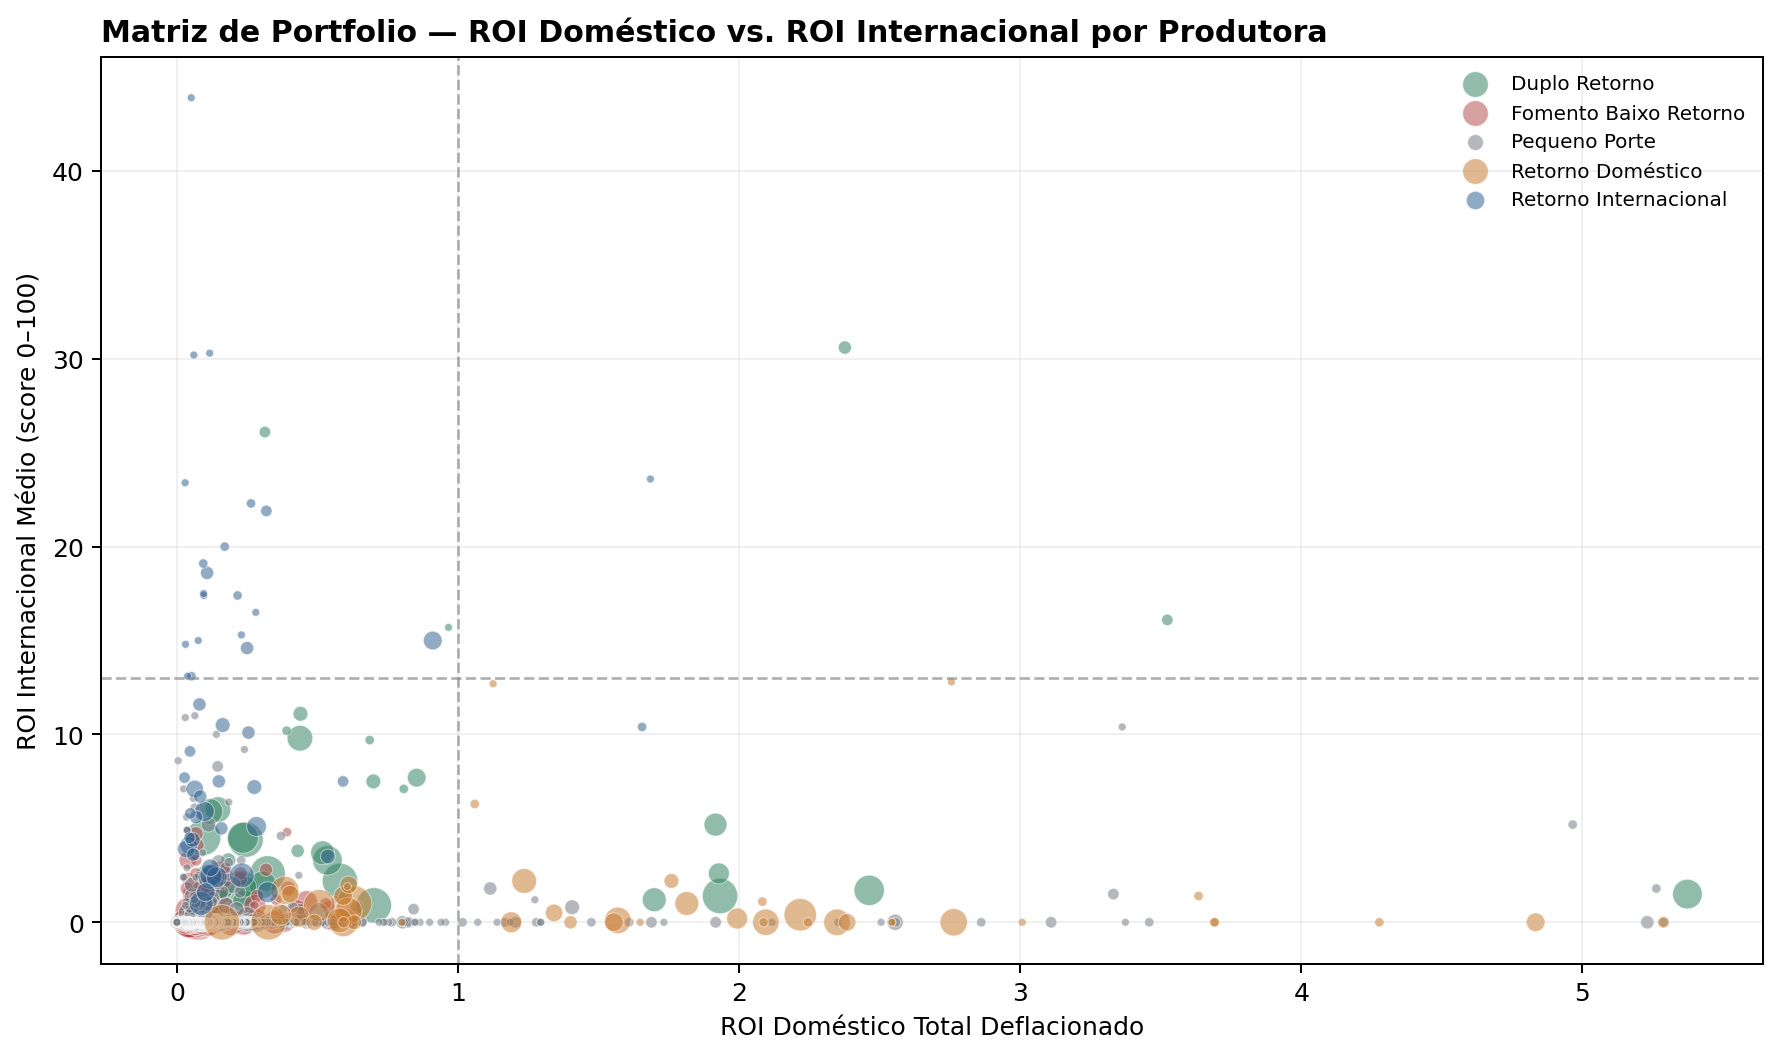 Matriz de Portfolio — ROI Doméstico vs. ROI Internacional por Produtora
ROI Internacional Médio (score 0–100)
40
30
20
10
0
Duplo Retorno
Fomento Baixo Retorno
Pequeno Porte
Retorno Doméstico
Retorno Internacional
0 1 2 3 4 5
ROI Doméstico Total Deflacionado